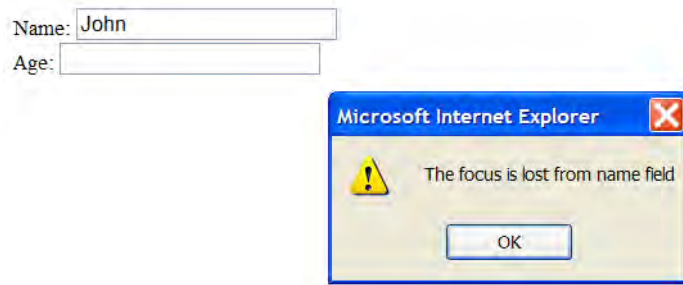 Name: John
Age:
Microsoft Internet Explorer
The focus is lost from name field
OK